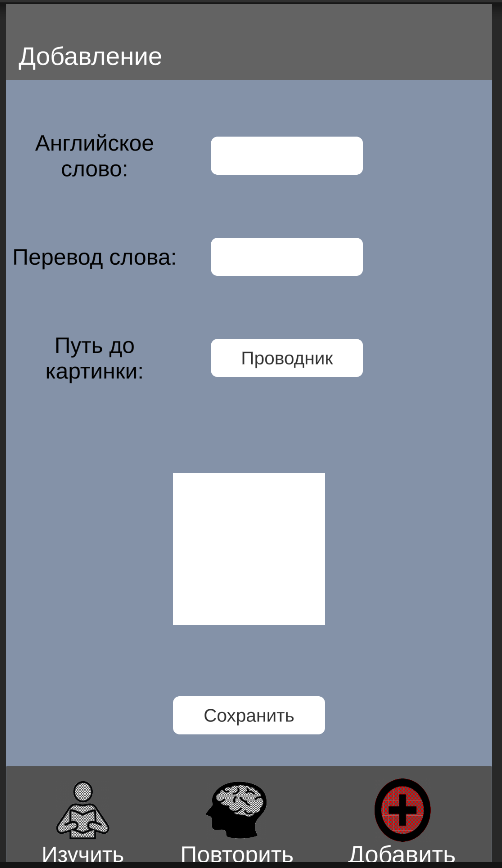 Добавление
Английское
слово:
Перевод слова:
Путь до
картинки:
Проводник
Сохранить
Изучить
Повторить
Добавить